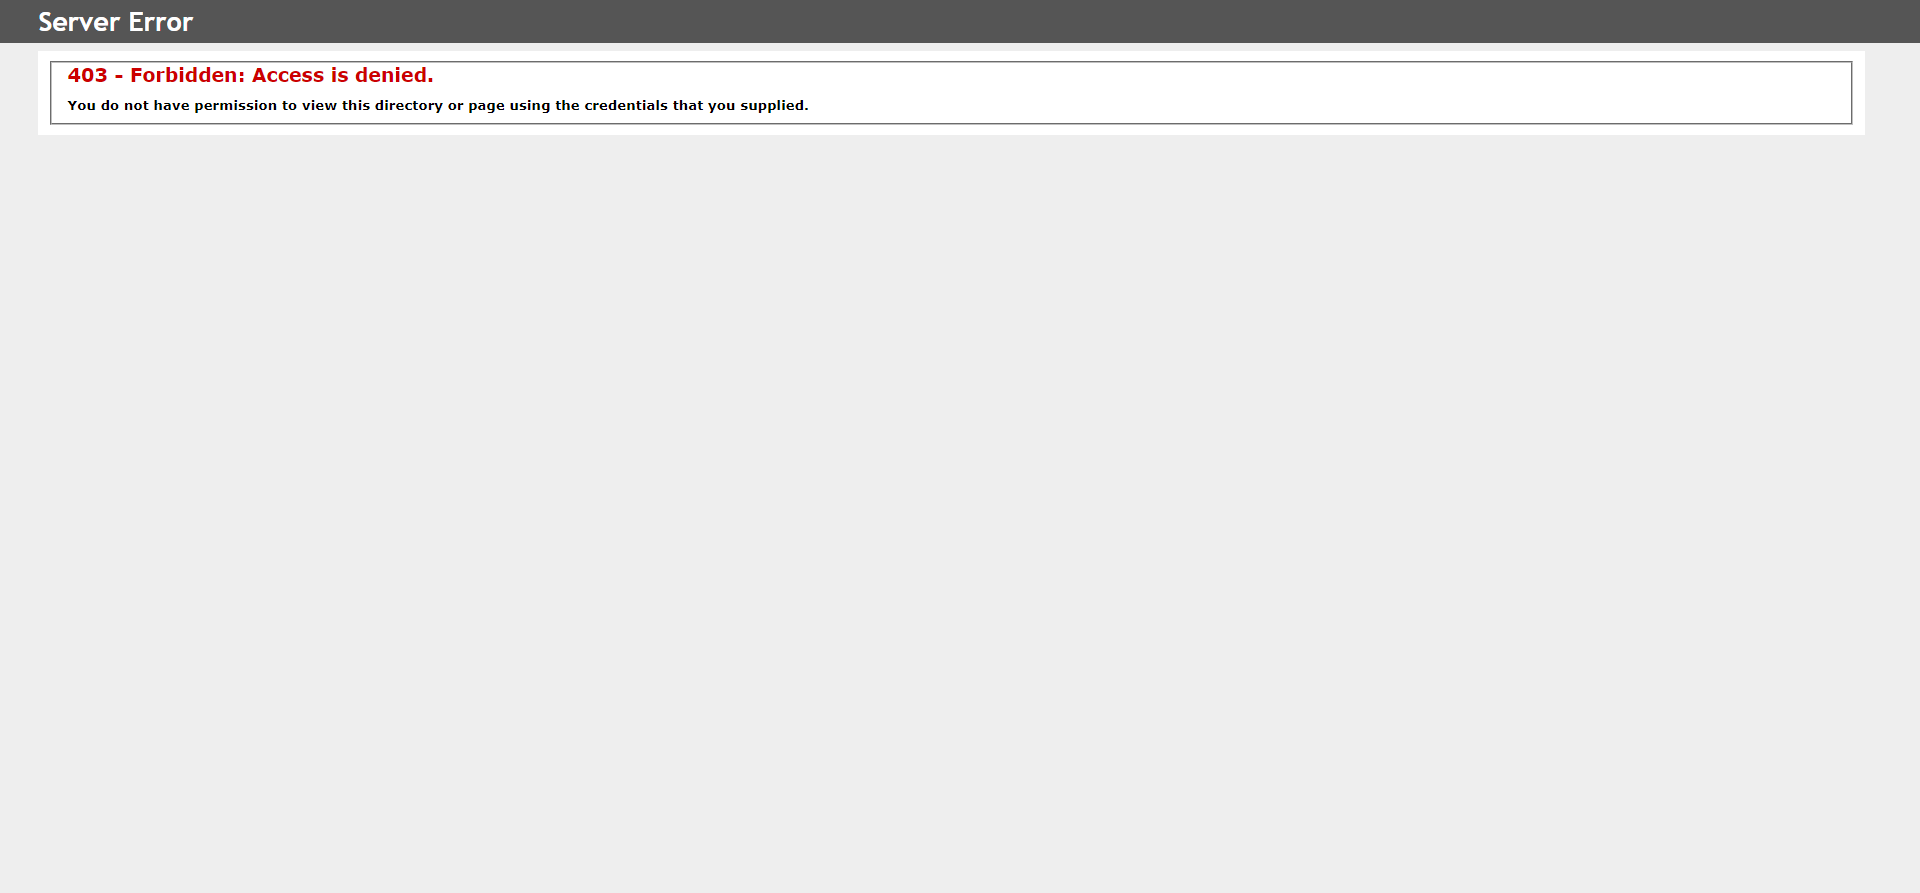 Server Error
403 - Forbidden: Access is denied.
You do not have permission to view this directory or page using the credentials that you supplied.